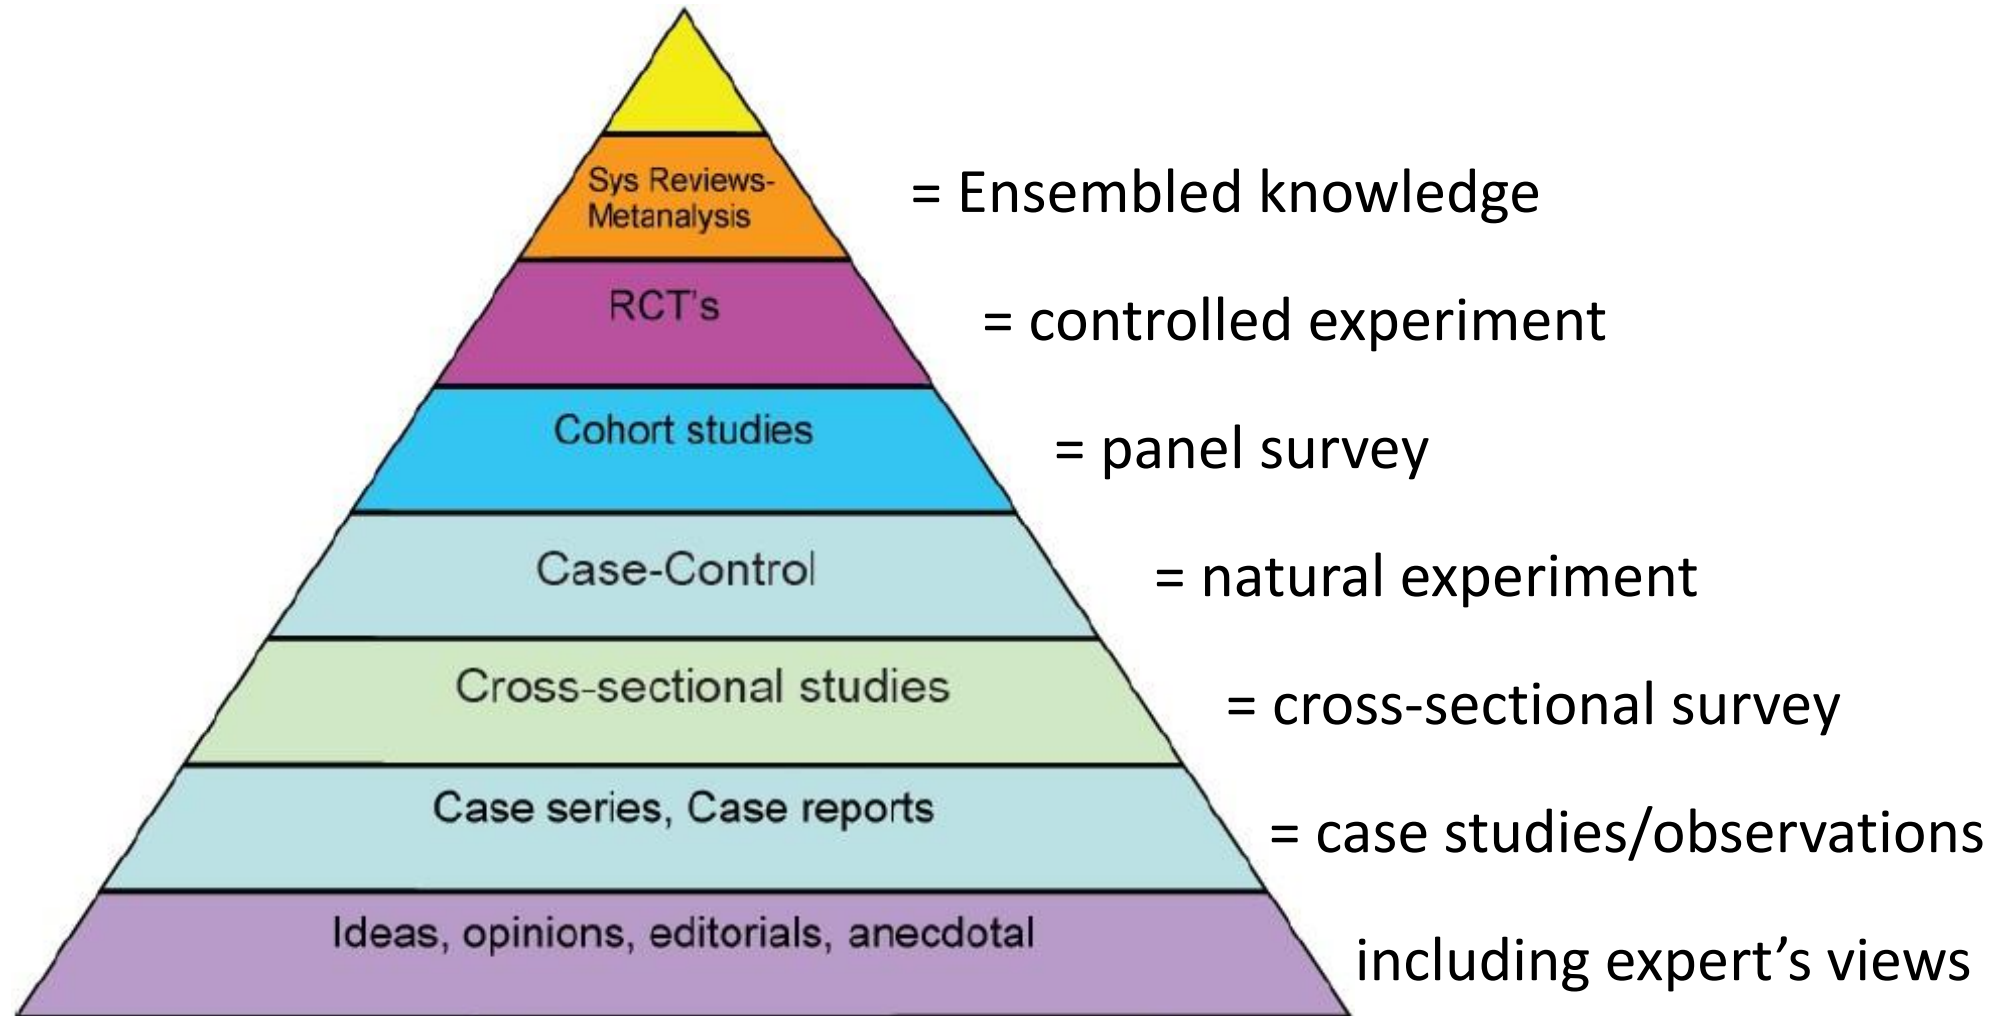 Sys Reviews-
Metanalysis
= Ensembled knowledge
RCT's
= controlled experiment
Cohort studies
= panel survey
Case-Control
= natural experiment
Cross-sectional studies
= cross-sectional survey
Case series, Case reports
= case studies/observations
Ideas, opinions, editorials, anecdotal
including expert’s views